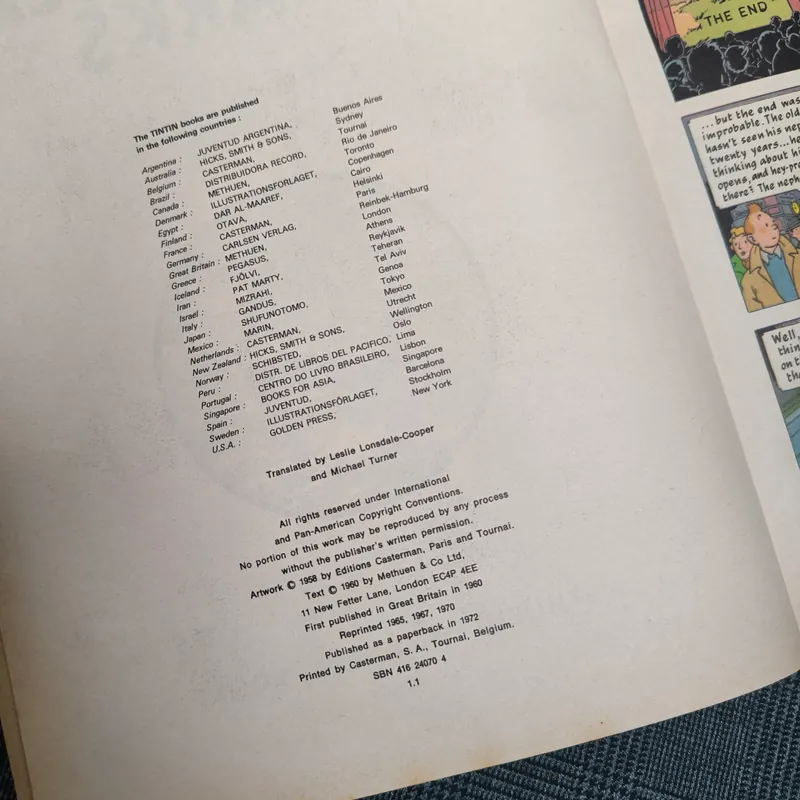 The TINTIN books are published
in the following countries :
Argentina : JUVENTUD ARGENTINA, Buenos Aires
Australia : HICKS, SMITH & SONS, Sydney
Belgium : CASTERMAN, Tournai
Brazil : DISTRIBUIDORA RECORD, Rio de Janeiro
Canada : METHUEN, Toronto
Denmark : ILLUSTRATIONSFORLAGET, Copenhagen
Egypt : DAR AL-MAAREF, Cairo
Finland : OTAVA, Helsinki
France : CASTERMAN, Paris
Germany : CARLSEN VERLAG, Reinbek-Hamburg
Great Britain : METHUEN, London
Greece : PEGASUS, Athens
Iceland : FJÖLVI, Reykjavik
Iran : PAT MARTY, Teheran
Israel : MIZRAHI, Tel Aviv
Italy : GANDUS, Genoa
Japan : SHUFUNOTOMO, Tokyo
Mexico : MARIN, Mexico
Netherlands : CASTERMAN, Utrecht
New Zealand : HICKS, SMITH & SONS, Wellington
Norway : SCHIBSTED, Oslo
Peru : DISTR. DE LIBROS DEL PACIFICO, Lima
Portugal : CENTRO DO LIVRO BRASILEIRO, Lisbon
Singapore : BOOKS FOR ASIA, Singapore
Spain : JUVENTUD, Barcelona
Sweden : ILLUSTRATIONSFÖRLAGET, Stockholm
U.S.A. : GOLDEN PRESS, New York
Translated by Leslie Lonsdale-Cooper
and Michael Turner
All rights reserved under International
and Pan-American Copyright Conventions.
No portion of this work may be reproduced by any process
without the publisher's written permission.
Artwork © 1958 by Editions Casterman, Paris and Tournai.
Text © 1960 by Methuen & Co Ltd,
11 New Fetter Lane, London EC4P 4EE
First published in Great Britain in 1960
Reprinted 1965, 1967, 1970
Published as a paperback in 1972
Printed by Casterman, S. A., Tournai, Belgium.
SBN 416 24070 4
1.1
THE END
...but the end was
improbable. The old
hasn't seen his nep
twenty years...he
thinking about hi
opens, and hey-pre
there? The neph
Well,
thin
on t
the